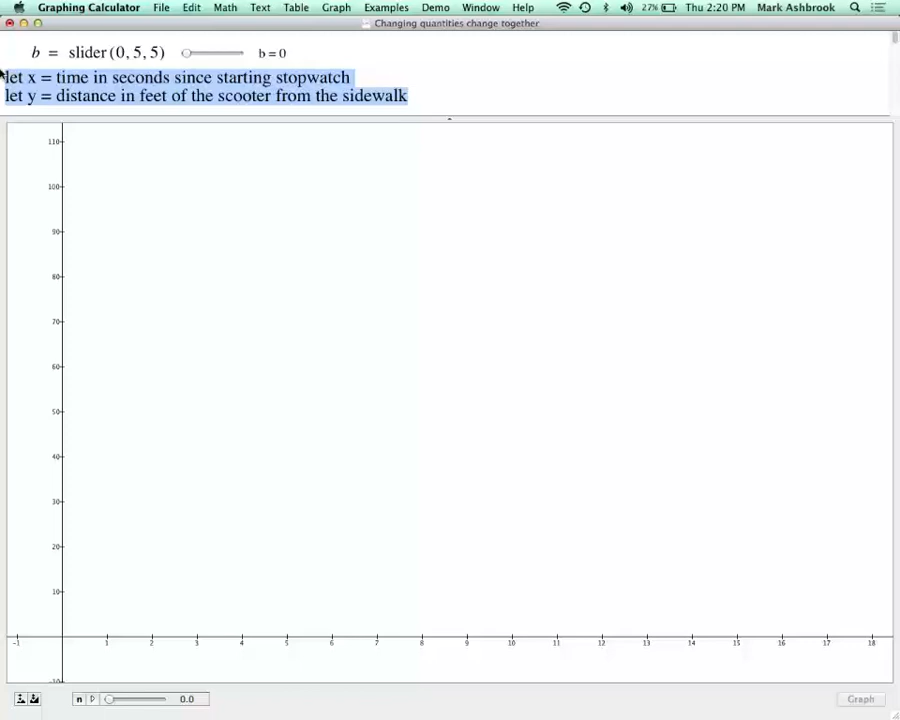 Graphing Calculator File Edit Math Text Table Graph Examples Demo Window Help 27% Thu 2:20 PM Mark Ashbrook
Changing quantities change together
b = slider (0, 5, 5) b = 0
let x = time in seconds since starting stopwatch
let y = distance in feet of the scooter from the sidewalk
110
100
90
80
70
60
50
40
30
20
10
-1 1 2 3 4 5 6 7 8 9 10 11 12 13 14 15 16 17 18
-10
n 0.0 Graph